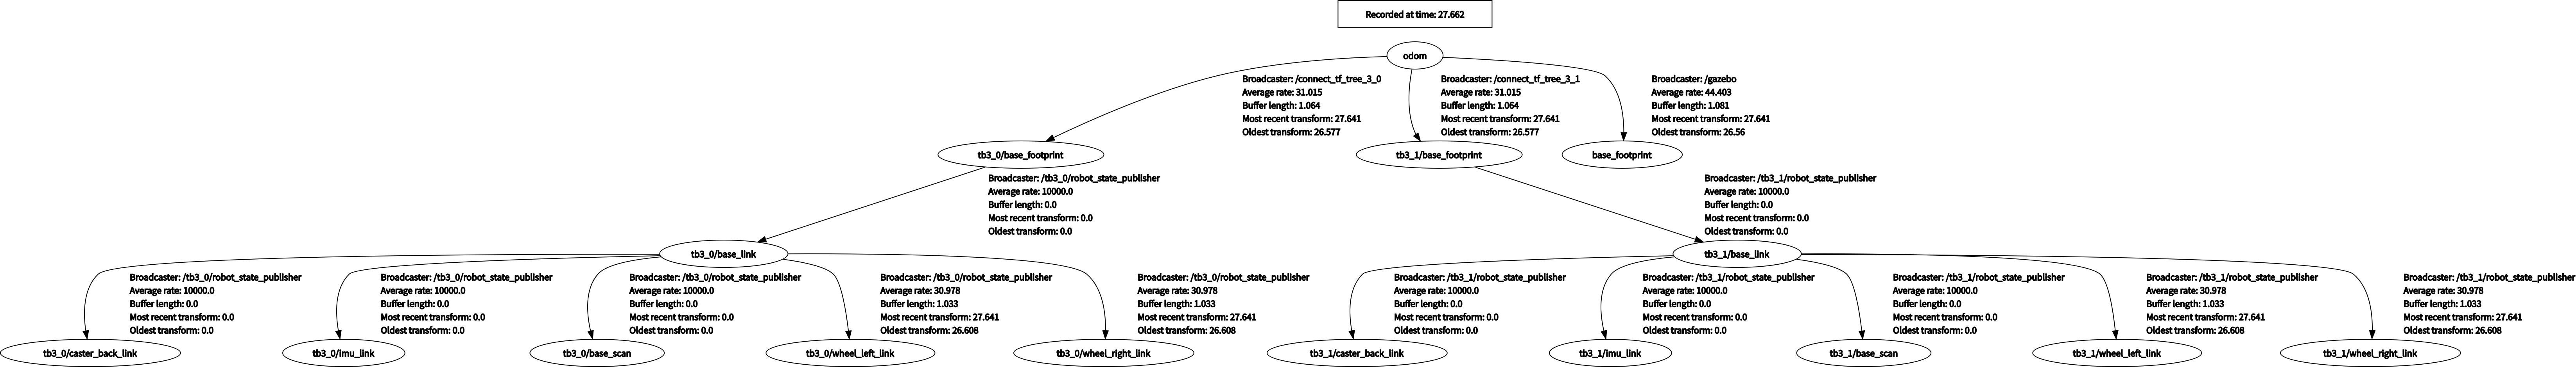 Recorded at time: 27.662
odom
Broadcaster: /connect_tf_tree_3_0
Average rate: 31.015
Buffer length: 1.064
Most recent transform: 27.641
Oldest transform: 26.577
Broadcaster: /connect_tf_tree_3_1
Average rate: 31.015
Buffer length: 1.064
Most recent transform: 27.641
Oldest transform: 26.577
Broadcaster: /gazebo
Average rate: 44.403
Buffer length: 1.081
Most recent transform: 27.641
Oldest transform: 26.56
tb3_0/base_footprint
tb3_1/base_footprint
base_footprint
Broadcaster: /tb3_0/robot_state_publisher
Average rate: 10000.0
Buffer length: 0.0
Most recent transform: 0.0
Oldest transform: 0.0
Broadcaster: /tb3_1/robot_state_publisher
Average rate: 10000.0
Buffer length: 0.0
Most recent transform: 0.0
Oldest transform: 0.0
tb3_0/base_link
tb3_1/base_link
Broadcaster: /tb3_0/robot_state_publisher
Average rate: 10000.0
Buffer length: 0.0
Most recent transform: 0.0
Oldest transform: 0.0
Broadcaster: /tb3_0/robot_state_publisher
Average rate: 10000.0
Buffer length: 0.0
Most recent transform: 0.0
Oldest transform: 0.0
Broadcaster: /tb3_0/robot_state_publisher
Average rate: 10000.0
Buffer length: 0.0
Most recent transform: 0.0
Oldest transform: 0.0
Broadcaster: /tb3_0/robot_state_publisher
Average rate: 30.978
Buffer length: 1.033
Most recent transform: 27.641
Oldest transform: 26.608
Broadcaster: /tb3_0/robot_state_publisher
Average rate: 30.978
Buffer length: 1.033
Most recent transform: 27.641
Oldest transform: 26.608
Broadcaster: /tb3_1/robot_state_publisher
Average rate: 10000.0
Buffer length: 0.0
Most recent transform: 0.0
Oldest transform: 0.0
Broadcaster: /tb3_1/robot_state_publisher
Average rate: 10000.0
Buffer length: 0.0
Most recent transform: 0.0
Oldest transform: 0.0
Broadcaster: /tb3_1/robot_state_publisher
Average rate: 10000.0
Buffer length: 0.0
Most recent transform: 0.0
Oldest transform: 0.0
Broadcaster: /tb3_1/robot_state_publisher
Average rate: 30.978
Buffer length: 1.033
Most recent transform: 27.641
Oldest transform: 26.608
Broadcaster: /tb3_1/robot_state_publisher
Average rate: 30.978
Buffer length: 1.033
Most recent transform: 27.641
Oldest transform: 26.608
tb3_0/caster_back_link
tb3_0/imu_link
tb3_0/base_scan
tb3_0/wheel_left_link
tb3_0/wheel_right_link
tb3_1/caster_back_link
tb3_1/imu_link
tb3_1/base_scan
tb3_1/wheel_left_link
tb3_1/wheel_right_link